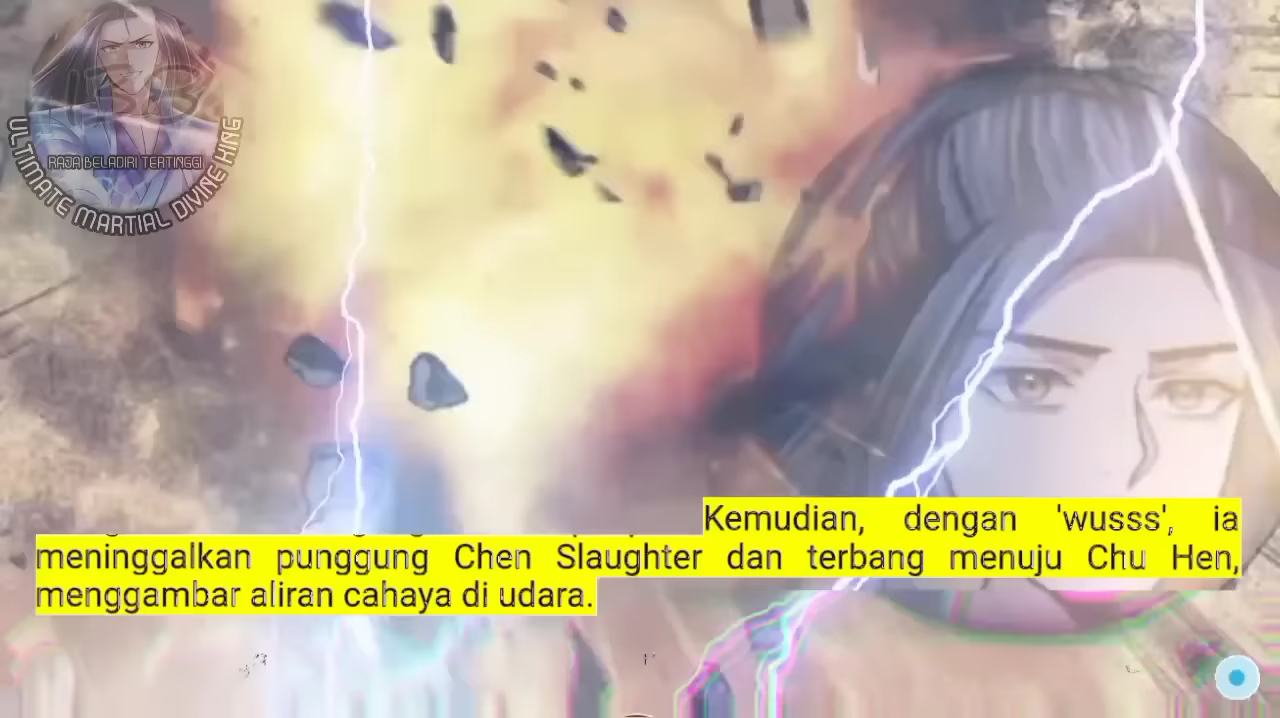 RAJA BELADIRI TERTINGGI
ULTIMATE MARTIAL DIVINE KING
Kemudian, dengan 'wusss', ia
meninggalkan punggung Chen Slaughter dan terbang menuju Chu Hen,
menggambar aliran cahaya di udara.